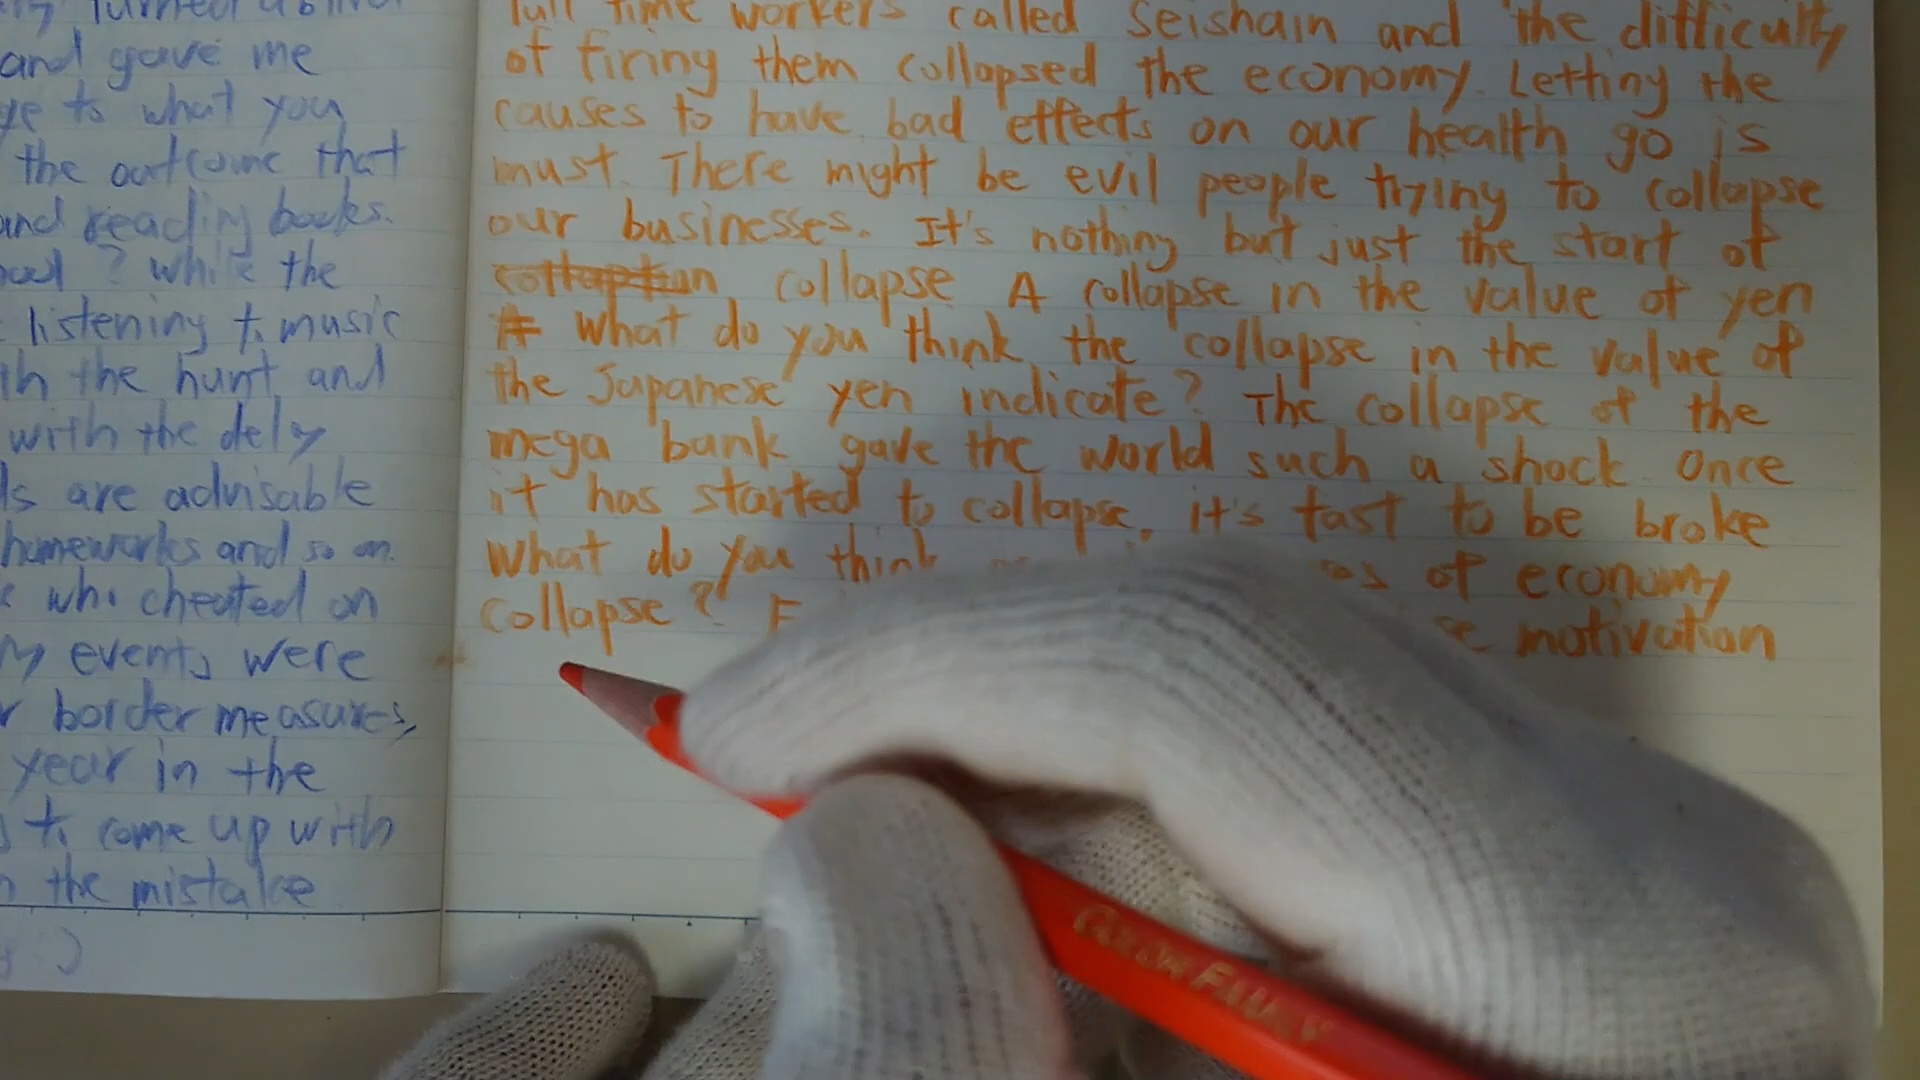 and gave me
to what you
the outcome that
and reading books.
? while the
listening to music
the hunt and
with the dely
are advisable
homeworks and so on.
who cheated on
events were
border measures,
year in the
to come up with
the mistake
full time workers called Seishain and the difficulty
of firing them collapsed the economy. Letting the
causes to have bad effects on our health go is
must. There might be evil people trying to collapse
our businesses. It's nothing but just the start of
collapse A collapse in the value of yen
What do you think the collapse in the value of
the Japanese yen indicate? The collapse of the
mega bank gave the world such a shock. Once
it has started to collapse, it's fast to be broke
What do you think of economy
collapse? motivation
COLOR FAMILY